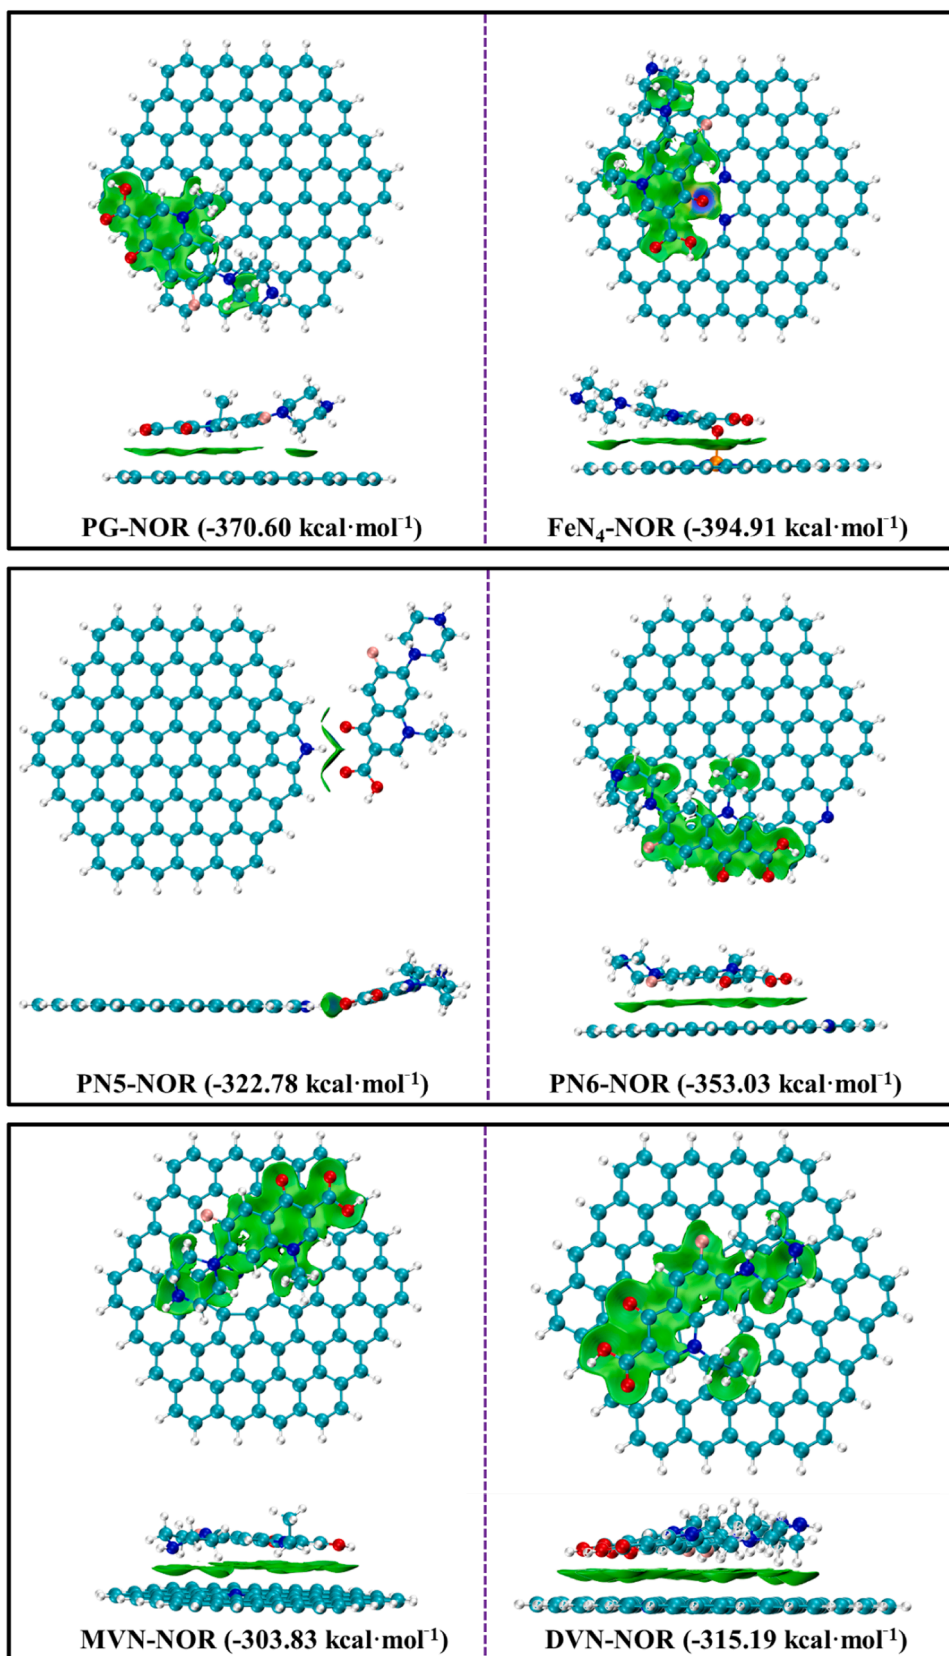 PG-NOR (-370.60 kcal·mol⁻¹)
FeN₄-NOR (-394.91 kcal·mol⁻¹)
PN5-NOR (-322.78 kcal·mol⁻¹)
PN6-NOR (-353.03 kcal·mol⁻¹)
MVN-NOR (-303.83 kcal·mol⁻¹)
DVN-NOR (-315.19 kcal·mol⁻¹)